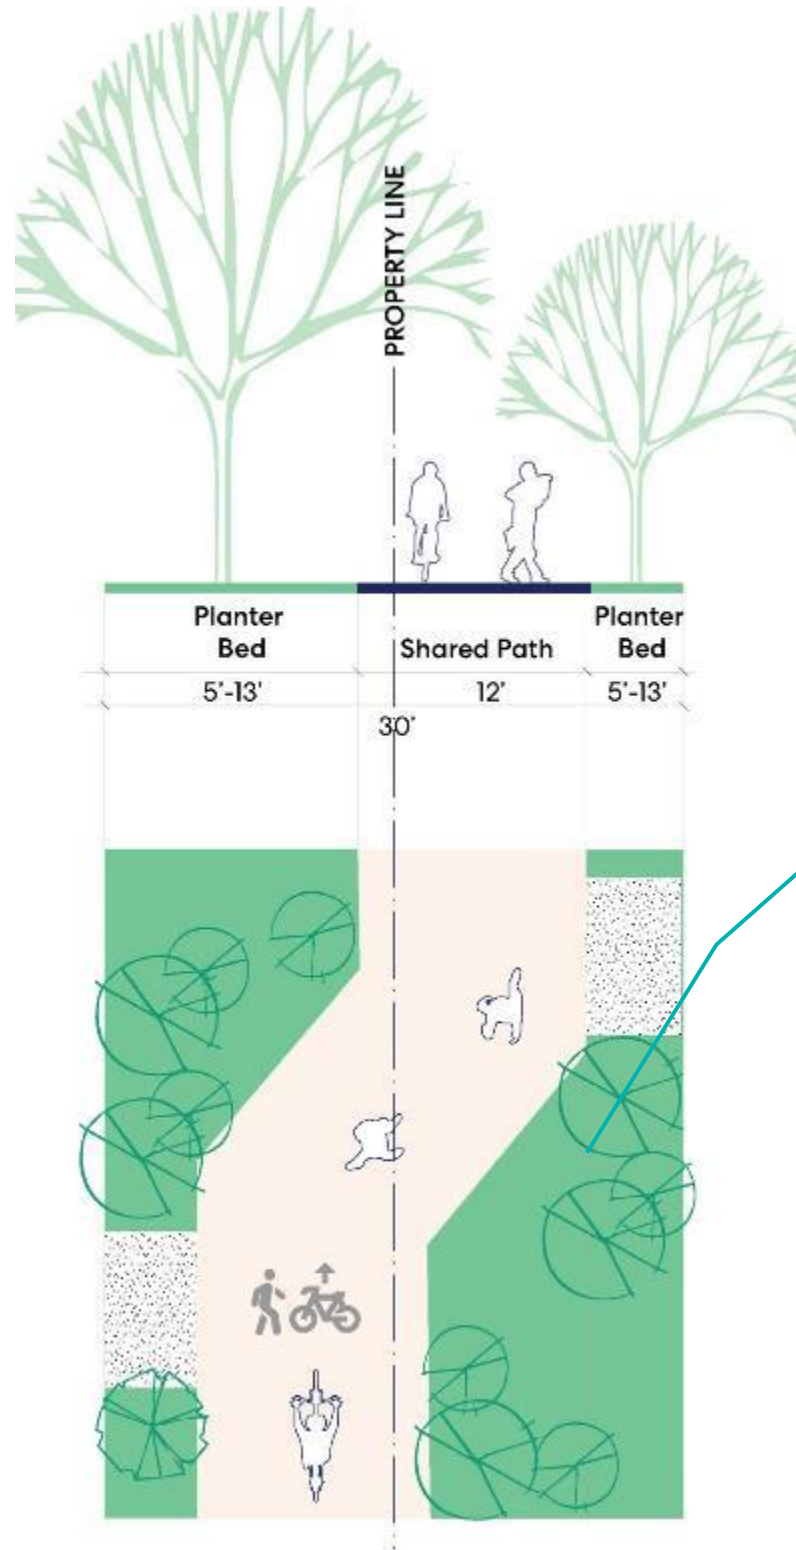 PROPERTY LINE
Planter
Bed
Shared Path
Planter
Bed
5'-13'
12'
5'-13'
30'